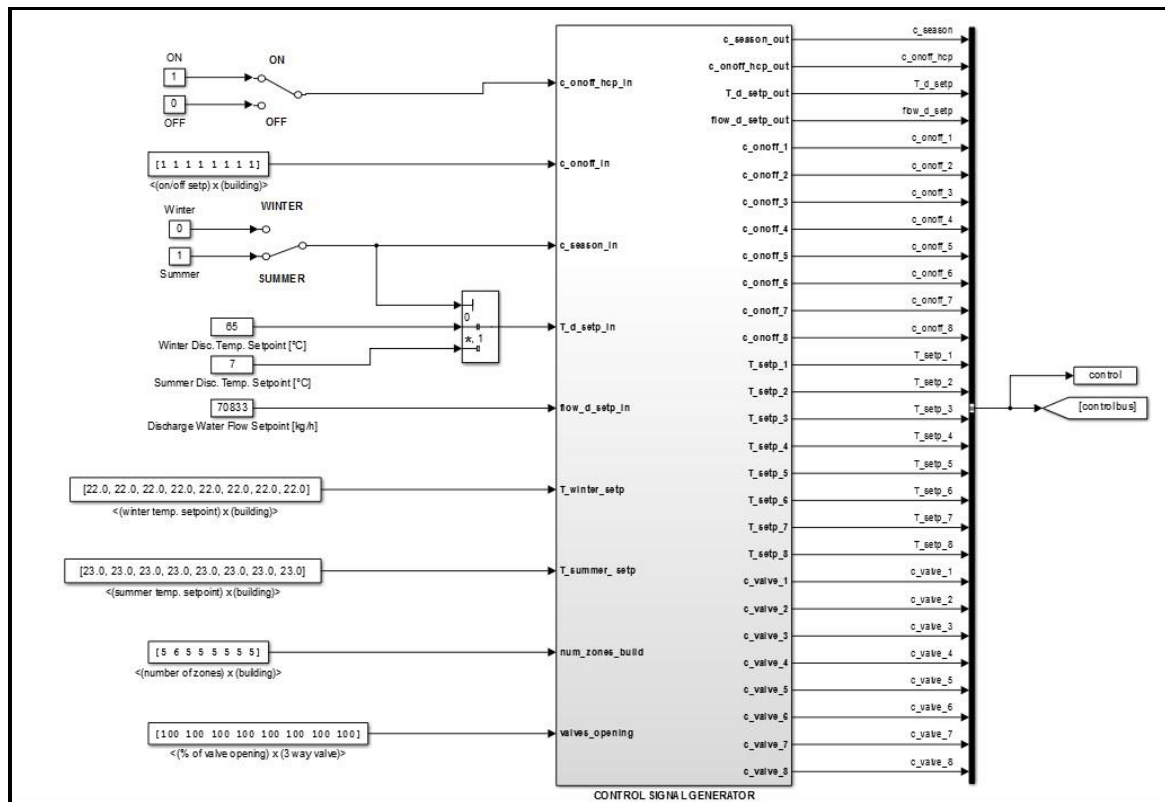 ON
1
ON
0
OFF
OFF
c_onoff_hcp_in
[1 1 1 1 1 1 1 1]
<(on/off setp) x (building)>
c_onoff_in
Winter
WINTER
0
1
Summer
SUMMER
c_season_in
65
Winter Disc. Temp. Setpoint [°C]
7
Summer Disc. Temp. Setpoint [°C]
0
*, 1
T_d_setp_in
70833
Discharge Water Flow Setpoint [kg/h]
flow_d_setp_in
[22.0, 22.0, 22.0, 22.0, 22.0, 22.0, 22.0, 22.0]
<(winter temp. setpoint) x (building)>
T_winter_setp
[23.0, 23.0, 23.0, 23.0, 23.0, 23.0, 23.0, 23.0]
<(summer temp. setpoint) x (building)>
T_summer_ setp
[5 6 5 5 5 5 5 5]
<(number of zones) x (building)>
num_zones_build
[100 100 100 100 100 100 100 100]
<(% of valve opening) x (3 way valve)>
valves_opening
c_season_out
c_onoff_hcp_out
T_d_setp_out
flow_d_setp_out
c_onoff_1
c_onoff_2
c_onoff_3
c_onoff_4
c_onoff_5
c_onoff_6
c_onoff_7
c_onoff_8
T_setp_1
T_setp_2
T_setp_3
T_setp_4
T_setp_5
T_setp_6
T_setp_7
T_setp_8
c_valve_1
c_valve_2
c_valve_3
c_valve_4
c_valve_5
c_valve_6
c_valve_7
c_valve_8
CONTROL SIGNAL GENERATOR
c_season
c_onoff_hcp
T_d_setp
flow_d_setp
c_onoff_1
c_onoff_2
c_onoff_3
c_onoff_4
c_onoff_5
c_onoff_6
c_onoff_7
c_onoff_8
T_setp_1
T_setp_2
T_setp_3
T_setp_4
T_setp_5
T_setp_6
T_setp_7
T_setp_8
c_valve_1
c_valve_2
c_valve_3
c_valve_4
c_valve_5
c_valve_6
c_valve_7
c_valve_8
control
[controlbus]